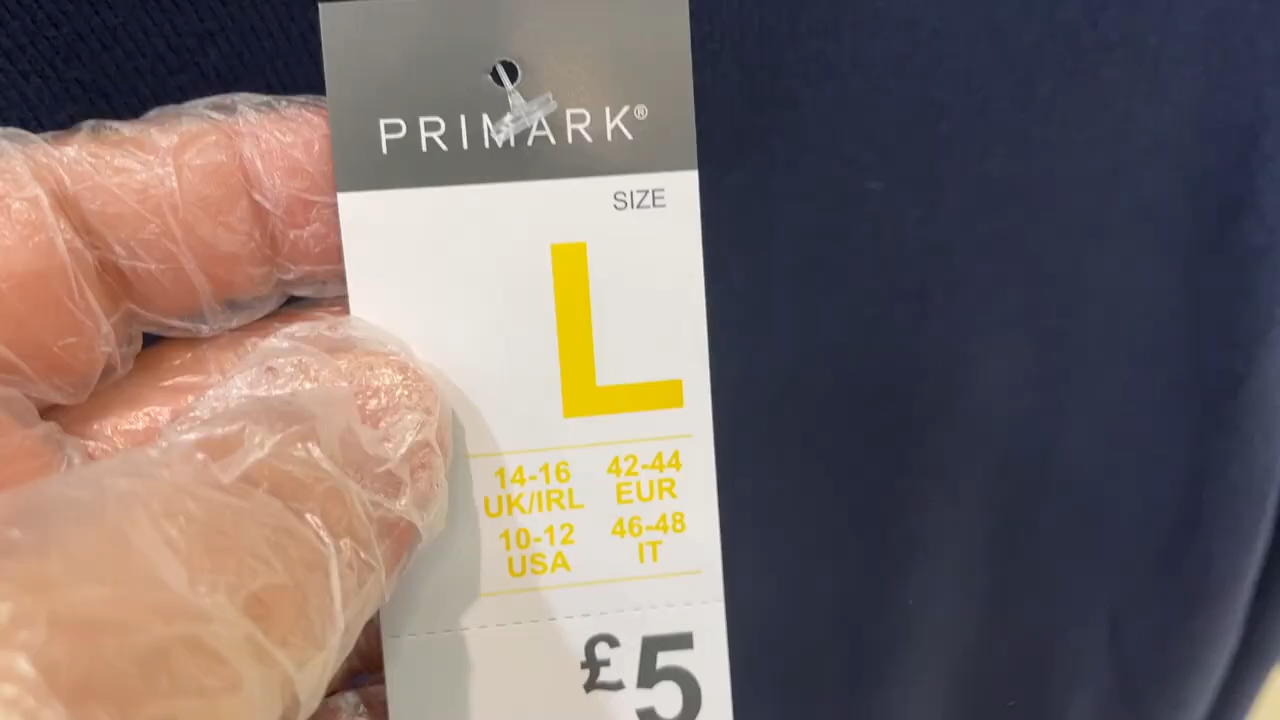 PRIMARK®
SIZE
L
14-16 42-44
UK/IRL EUR
10-12 46-48
USA IT
£5